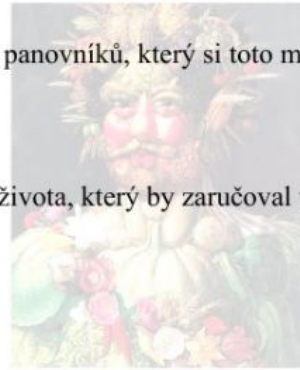 panovníků, který si toto m
života, který by zaručoval